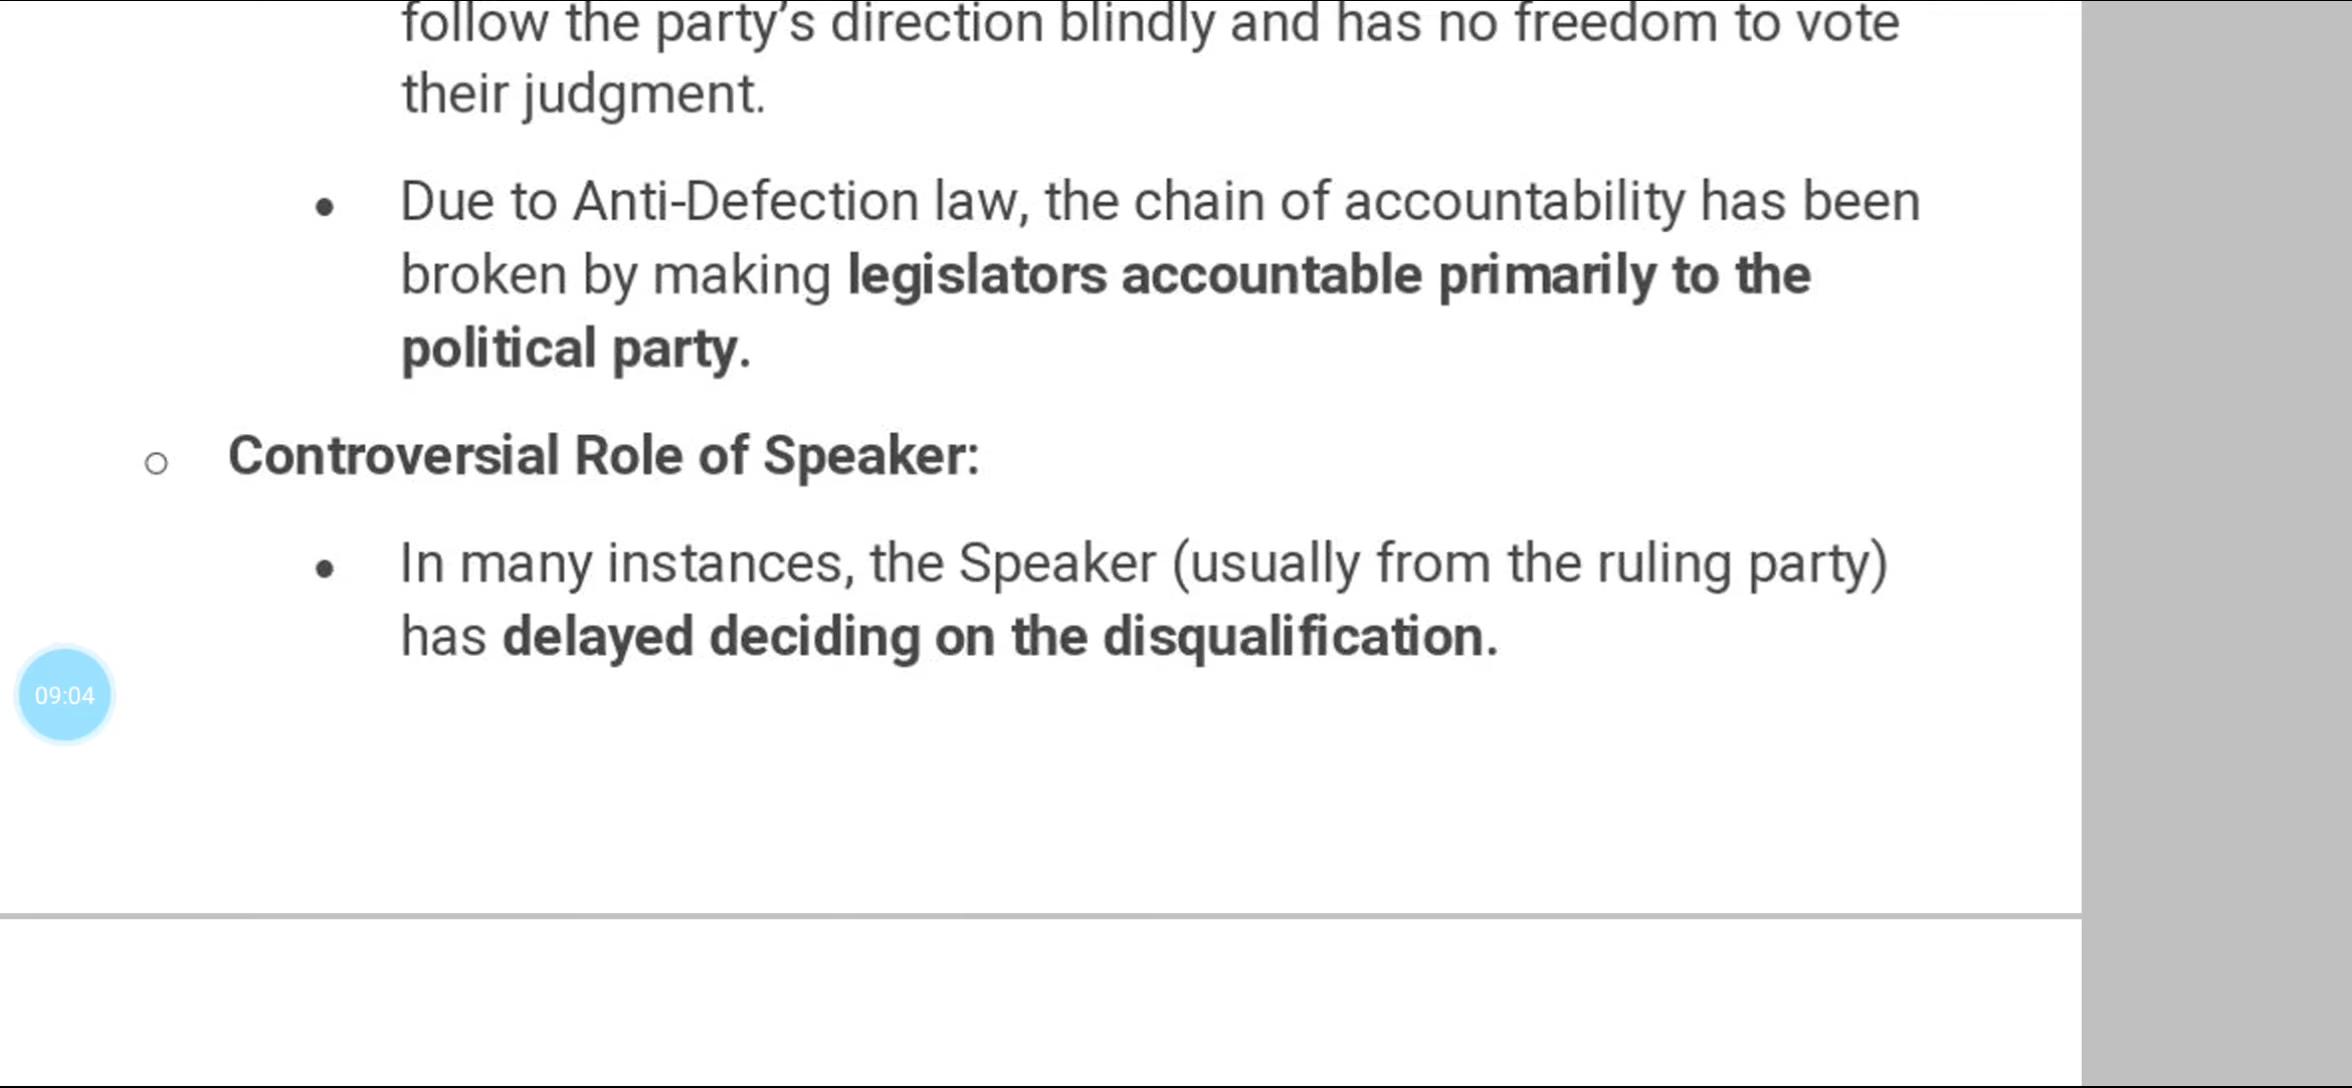 follow the party's direction blindly and has no freedom to vote
their judgment.
• Due to Anti-Defection law, the chain of accountability has been
broken by making legislators accountable primarily to the
political party.
○ Controversial Role of Speaker:
• In many instances, the Speaker (usually from the ruling party)
has delayed deciding on the disqualification.
09:04